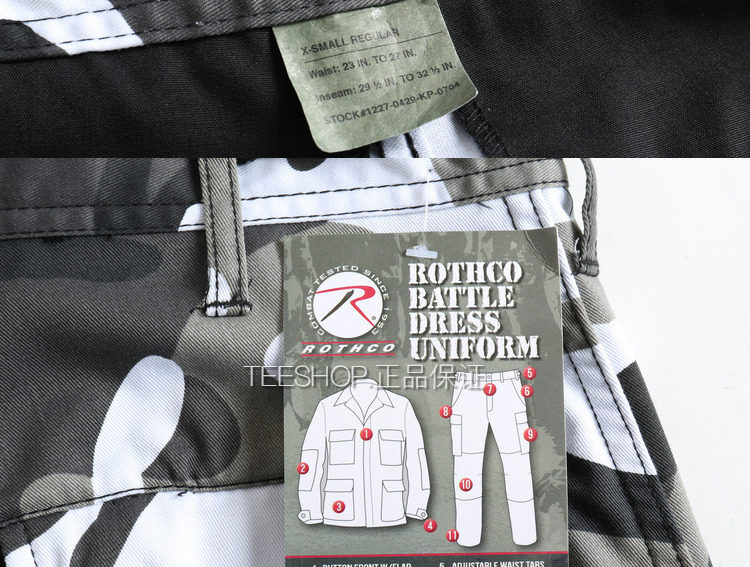 X-SMALL REGULAR
Waist: 23 IN. TO 27 IN.
Inseam: 29 ½ IN. TO 32 ½ IN.
STOCK#1227-0429-KP-0794
COMBAT TESTED SINCE 1953
R
ROTHCO
ROTHCO
BATTLE
DRESS
UNIFORM
TEESHOP 正品保证
1
2
3
4
5
6
7
8
9
10
11
1 BUTTON FRONT W/FLAP
5 ADJUSTABLE WAIST TABS